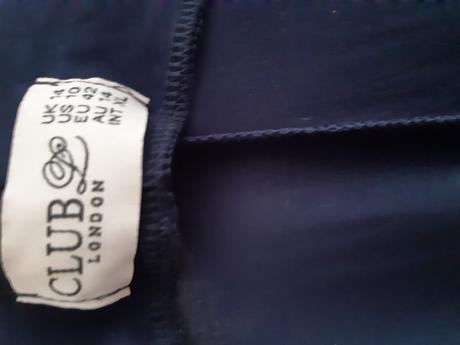 CLUB L
LONDON
UK 14
US 10
EU 42
AU 14
INT XL